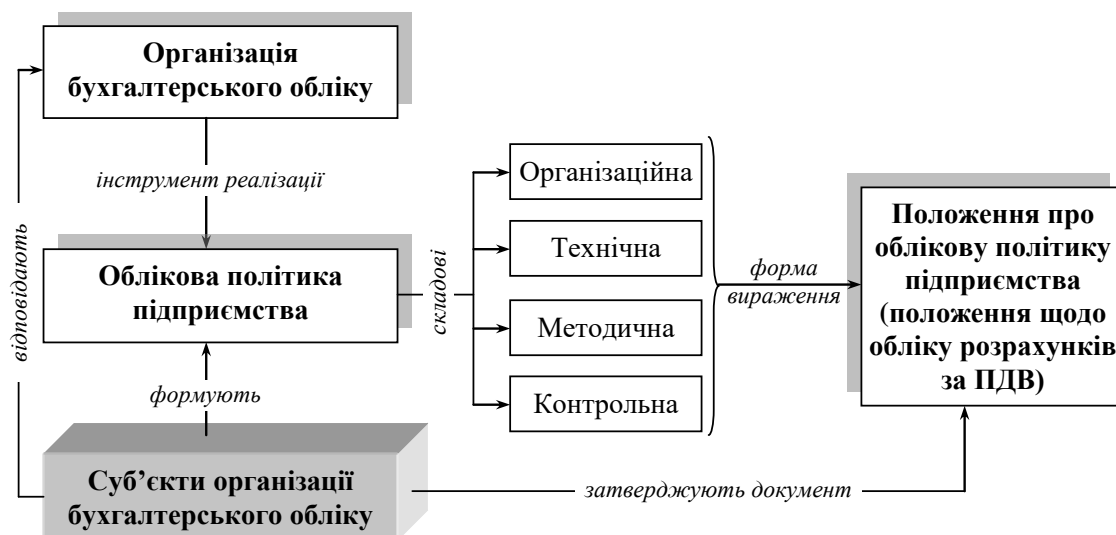 Організація
бухгалтерського обліку
інструмент реалізації
відповідають
Облікова політика
підприємства
формують
Суб’єкти організації
бухгалтерського обліку
складові
Організаційна
Технічна
Методична
Контрольна
форма
вираження
Положення про
облікову політику
підприємства
(положення щодо
обліку розрахунків
за ПДВ)
затверджують документ